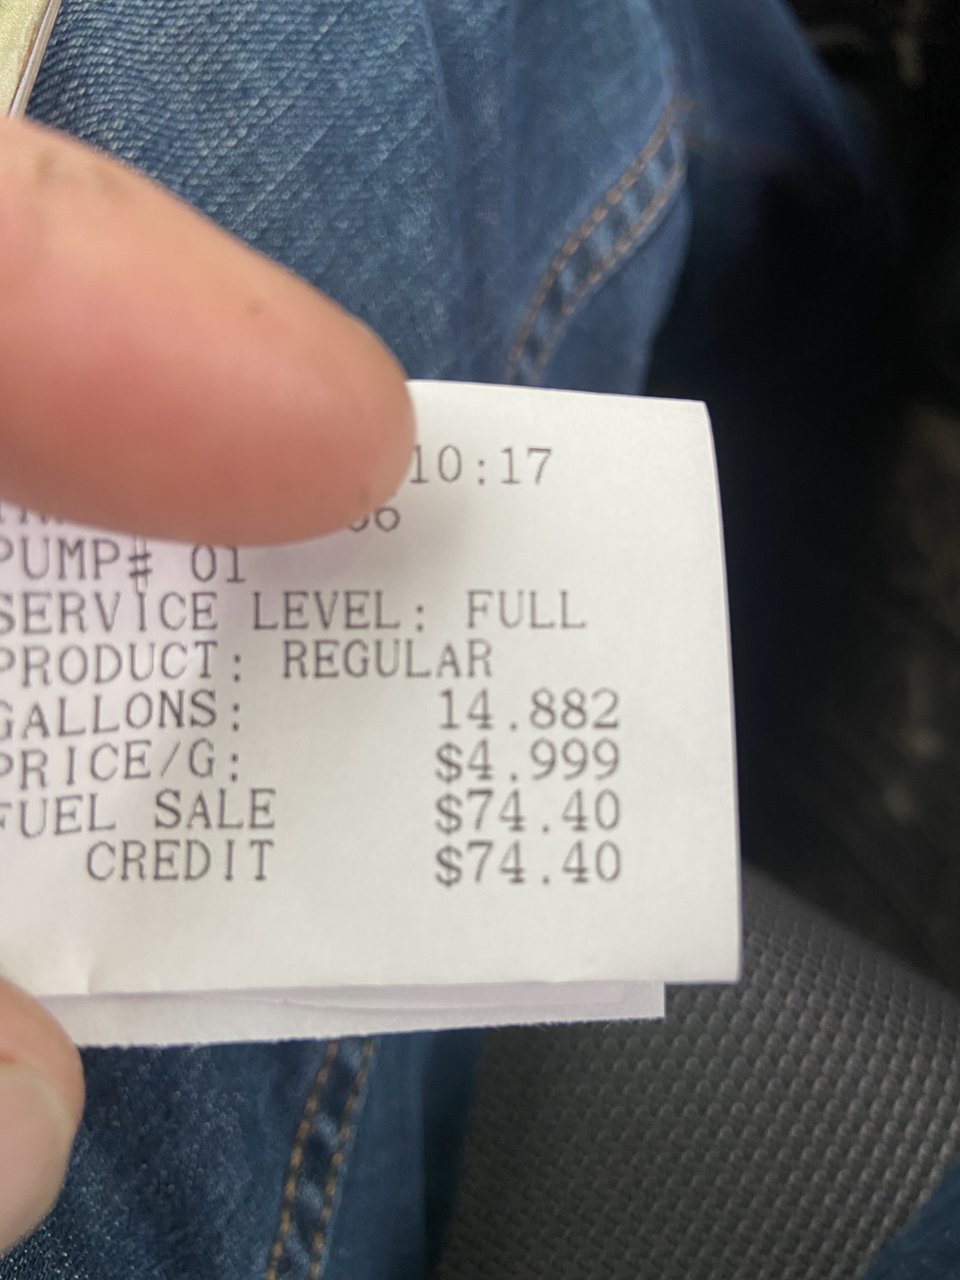 10:17
PUMP# 01
SERVICE LEVEL: FULL
PRODUCT: REGULAR
GALLONS: 14.882
PRICE/G: $4.999
FUEL SALE $74.40
CREDIT $74.40